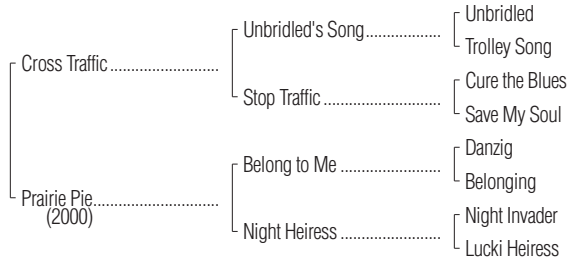 Unbridled
Unbridled's Song
Trolley Song
Cross Traffic
Cure the Blues
Stop Traffic
Save My Soul
Danzig
Belong to Me
Belonging
Prairie Pie
(2000)
Night Invader
Night Heiress
Lucki Heiress